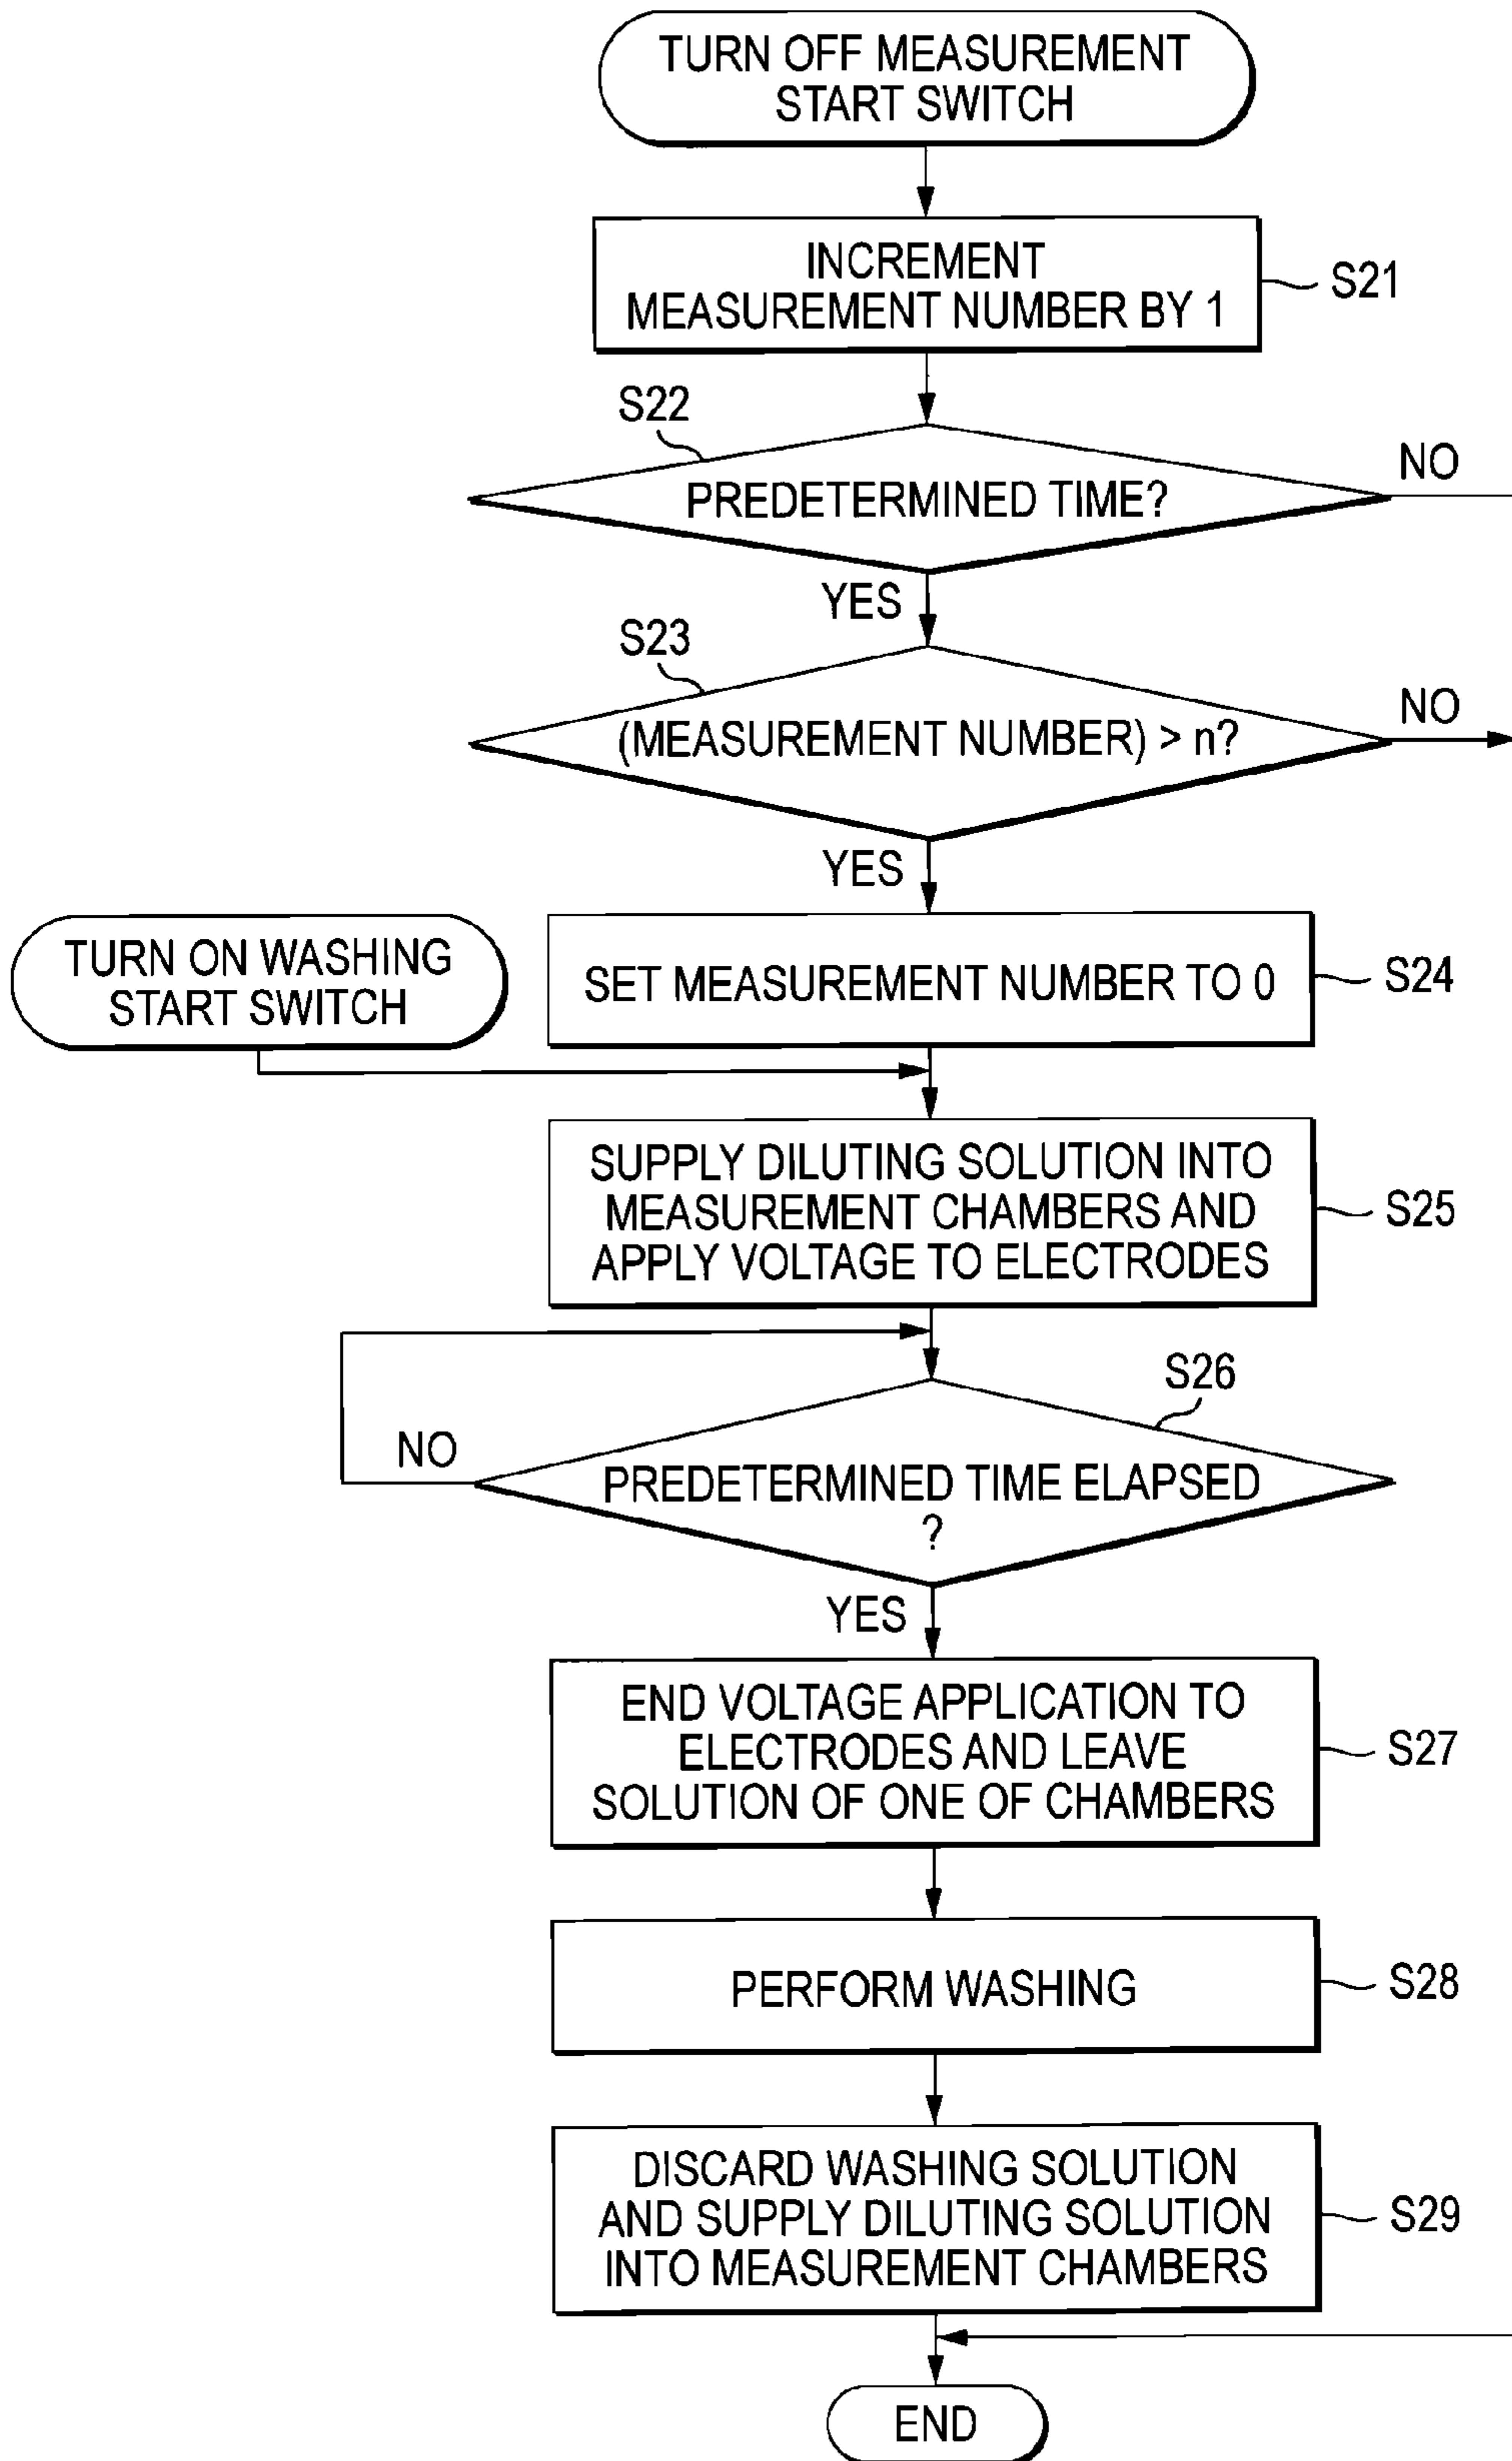 TURN OFF MEASUREMENT
START SWITCH
INCREMENT
MEASUREMENT NUMBER BY 1
S21
S22
PREDETERMINED TIME?
NO
YES
S23
(MEASUREMENT NUMBER) > n?
NO
YES
TURN ON WASHING
START SWITCH
SET MEASUREMENT NUMBER TO 0
S24
SUPPLY DILUTING SOLUTION INTO
MEASUREMENT CHAMBERS AND
APPLY VOLTAGE TO ELECTRODES
S25
S26
NO
PREDETERMINED TIME ELAPSED
?
YES
END VOLTAGE APPLICATION TO
ELECTRODES AND LEAVE
SOLUTION OF ONE OF CHAMBERS
S27
PERFORM WASHING
S28
DISCARD WASHING SOLUTION
AND SUPPLY DILUTING SOLUTION
INTO MEASUREMENT CHAMBERS
S29
END